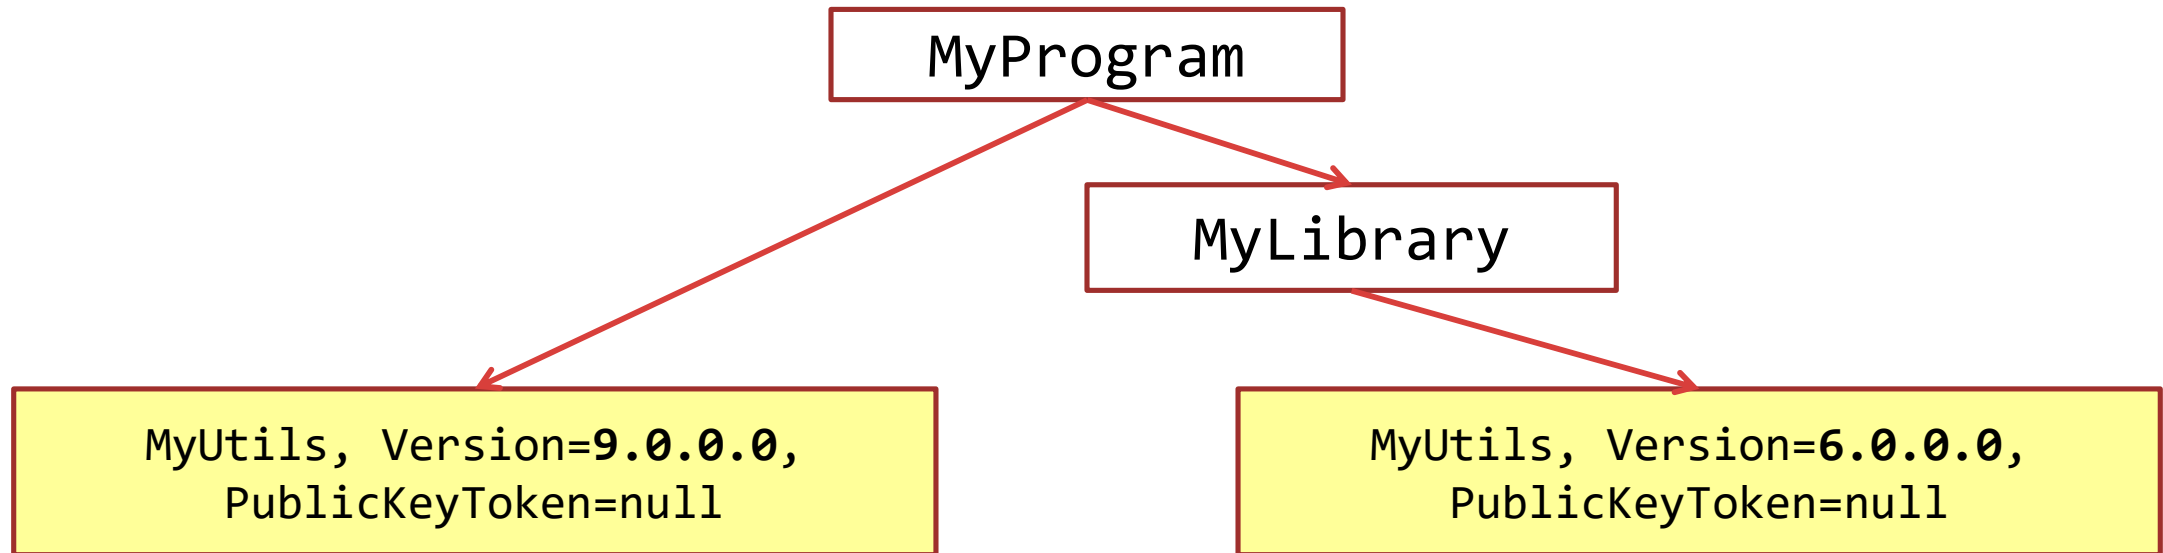 MyProgram
MyLibrary
MyUtils, Version=9.0.0.0,
PublicKeyToken=null
MyUtils, Version=6.0.0.0,
PublicKeyToken=null